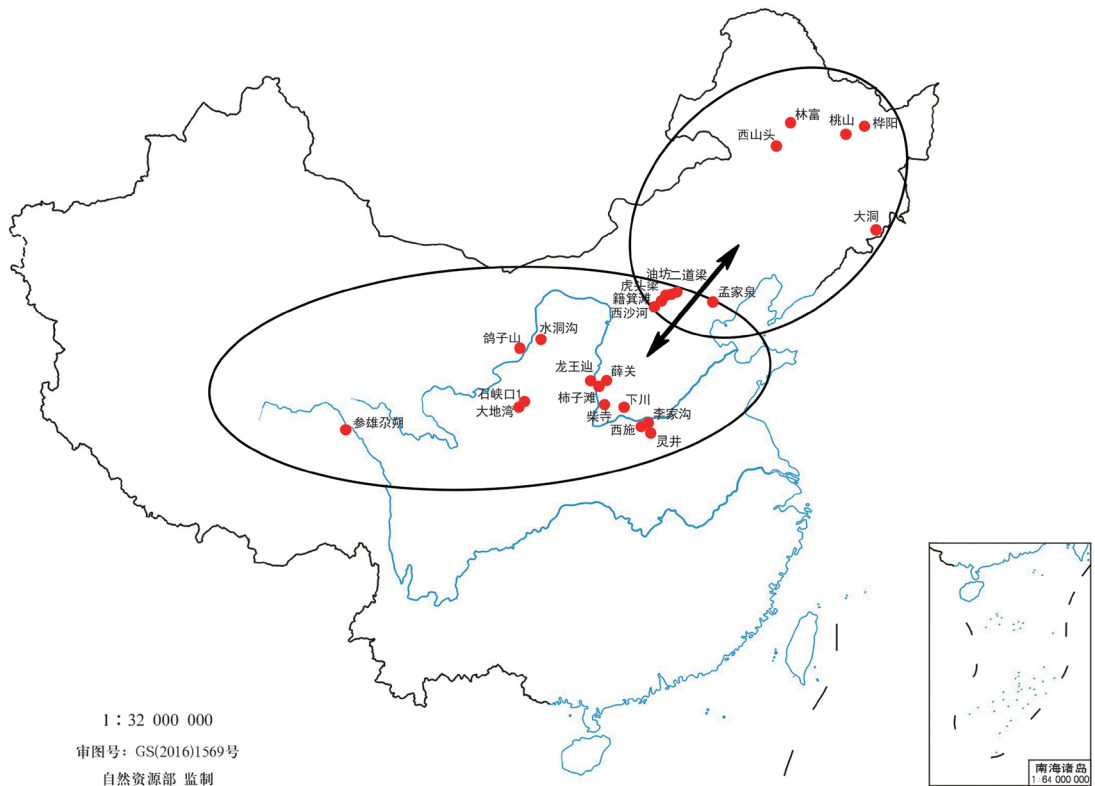 林富
桃山
桦阳
西山头
大洞
油坊
二道梁
虎头梁
籍箕滩
西沙河
孟家泉
鸽子山
水洞沟
龙王辿
薛关
石峡口1
大地湾
柿子滩
柴寺
下川
李家沟
西施
灵井
参雄尕朔
1：32 000 000
审图号：GS(2016)1569号
自然资源部 监制
南海诸岛
1：64 000 000